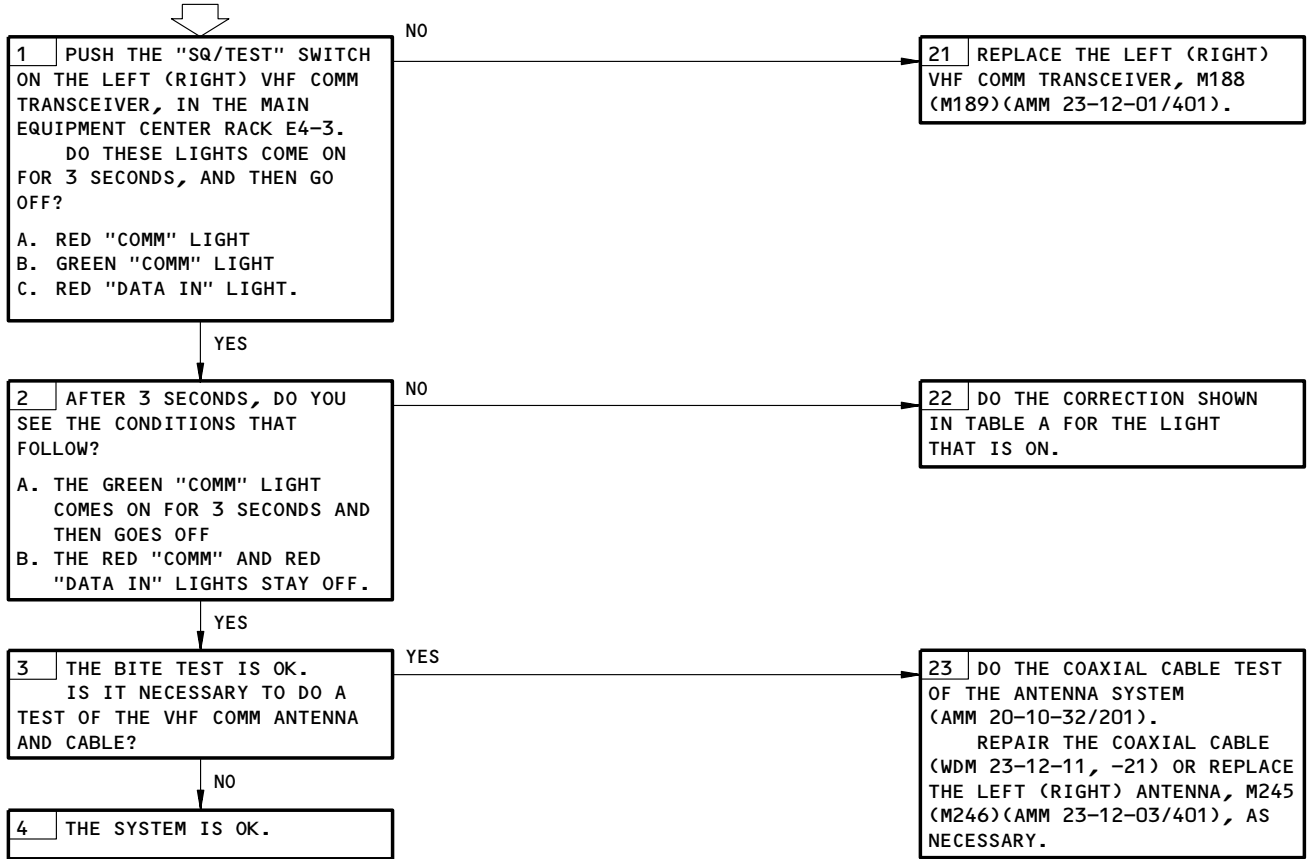 1 PUSH THE "SQ/TEST" SWITCH
ON THE LEFT (RIGHT) VHF COMM
TRANSCEIVER, IN THE MAIN
EQUIPMENT CENTER RACK E4-3.
DO THESE LIGHTS COME ON
FOR 3 SECONDS, AND THEN GO
OFF?
A. RED "COMM" LIGHT
B. GREEN "COMM" LIGHT
C. RED "DATA IN" LIGHT.
NO
21 REPLACE THE LEFT (RIGHT)
VHF COMM TRANSCEIVER, M188
(M189)(AMM 23-12-01/401).
YES
2 AFTER 3 SECONDS, DO YOU
SEE THE CONDITIONS THAT
FOLLOW?
A. THE GREEN "COMM" LIGHT
COMES ON FOR 3 SECONDS AND
THEN GOES OFF
B. THE RED "COMM" AND RED
"DATA IN" LIGHTS STAY OFF.
NO
22 DO THE CORRECTION SHOWN
IN TABLE A FOR THE LIGHT
THAT IS ON.
YES
3 THE BITE TEST IS OK.
IS IT NECESSARY TO DO A
TEST OF THE VHF COMM ANTENNA
AND CABLE?
YES
23 DO THE COAXIAL CABLE TEST
OF THE ANTENNA SYSTEM
(AMM 20-10-32/201).
REPAIR THE COAXIAL CABLE
(WDM 23-12-11, -21) OR REPLACE
THE LEFT (RIGHT) ANTENNA, M245
(M246)(AMM 23-12-03/401), AS
NECESSARY.
NO
4 THE SYSTEM IS OK.